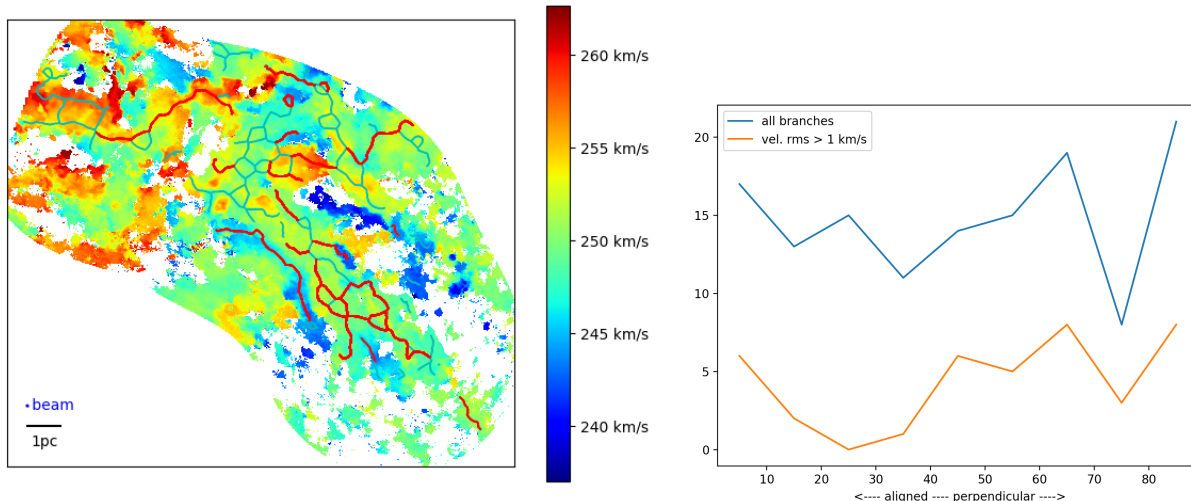 beam
1pc
260 km/s
255 km/s
250 km/s
245 km/s
240 km/s
all branches
vel. rms > 1 km/s
20
15
10
5
0
10 20 30 40 50 60 70 80
<---- aligned ---- perpendicular ---->